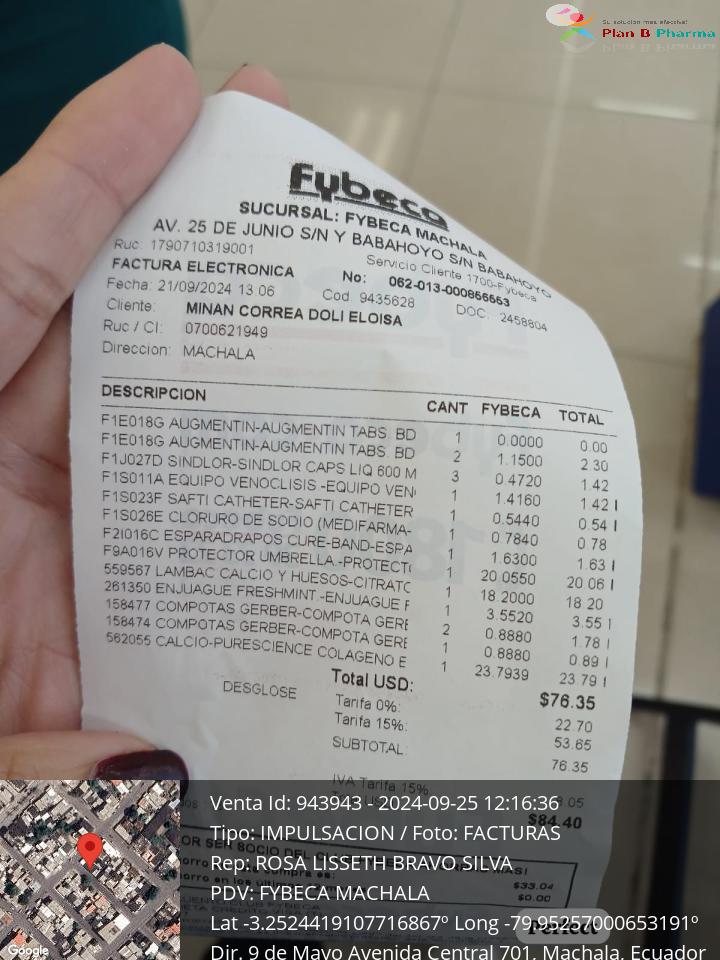 Su solucion mas efectiva!
Plan B Pharma
Fybeca
SUCURSAL: FYBECA MACHALA
AV. 25 DE JUNIO S/N Y BABAHOYO S/N BABAHOYO
Ruc: 1790710319001 Servicio Cliente 1700-Fybeca
FACTURA ELECTRONICA No: 062-013-000866663
Fecha: 21/09/2024 13:06 Cod. 9435628 DOC. 2458804
Cliente: MINAN CORREA DOLI ELOISA
Ruc / CI: 0700621949
Direccion: MACHALA
DESCRIPCION CANT FYBECA TOTAL
F1E018G AUGMENTIN-AUGMENTIN TABS. BD 1 0.0000 0.00
F1E018G AUGMENTIN-AUGMENTIN TABS. BD 2 1.1500 2.30
F1J027D SINDLOR-SINDLOR CAPS LIQ 600 M 3 0.4720 1.42
F1S011A EQUIPO VENOCLISIS -EQUIPO VEN 1 1.4160 1.42 I
F1S023F SAFTI CATHETER-SAFTI CATHETER 1 0.5440 0.54 I
F1S026E CLORURO DE SODIO (MEDIFARMA- 1 0.7840 0.78
F2I016C ESPARADRAPOS CURE-BAND-ESPA 1 1.6300 1.63 I
F9A016V PROTECTOR UMBRELLA.-PROTECT 1 20.0550 20.06 I
559567 LAMBAC CALCIO Y HUESOS-CITRATC 1 18.2000 18.20
261350 ENJUAGUE FRESHMINT -ENJUAGUE F 1 3.5520 3.55 I
158477 COMPOTAS GERBER-COMPOTA GERE 2 0.8880 1.78 I
158474 COMPOTAS GERBER-COMPOTA GERE 1 0.8880 0.89 I
562055 CALCIO-PURESCIENCE COLAGENO E 1 23.7939 23.79 I
Total USD: $76.35
DESGLOSE Tarifa 0%: 22.70
Tarifa 15%: 53.65
SUBTOTAL: 76.35
IVA Tarifa 15% 8.05
$84.40
$33.04
$0.00
Venta Id: 943943 - 2024-09-25 12:16:36
Tipo: IMPULSACION / Foto: FACTURAS
Rep: ROSA LISSETH BRAVO SILVA
PDV: FYBECA MACHALA
Lat -3.2524419107716867º Long -79.95257000653191º
Dir. 9 de Mayo Avenida Central 701, Machala, Ecuador
Google